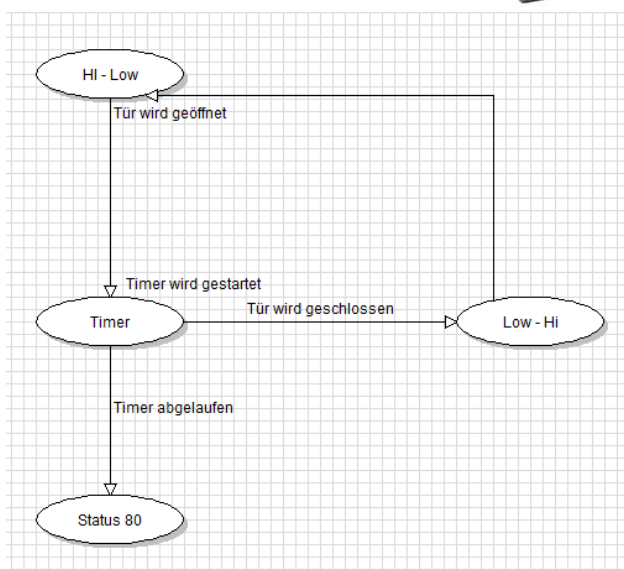 HI - Low
Tür wird geöffnet
Timer wird gestartet
Tür wird geschlossen
Timer
Low - Hi
Timer abgelaufen
Status 80